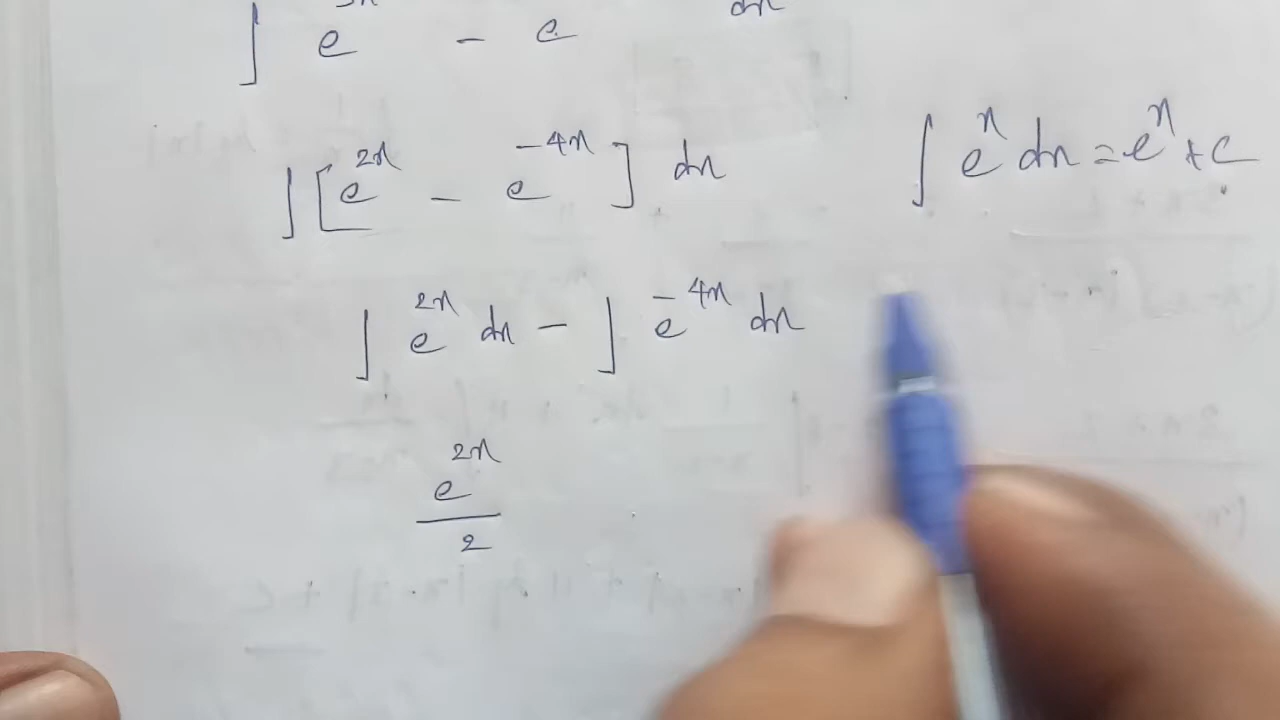 ∫ e - e dx
∫[e^{2x} - e^{-4x}] dx
∫ e^x dx = e^x + c
∫ e^{2x} dx - ∫ e^{-4x} dx
e^{2x}
2